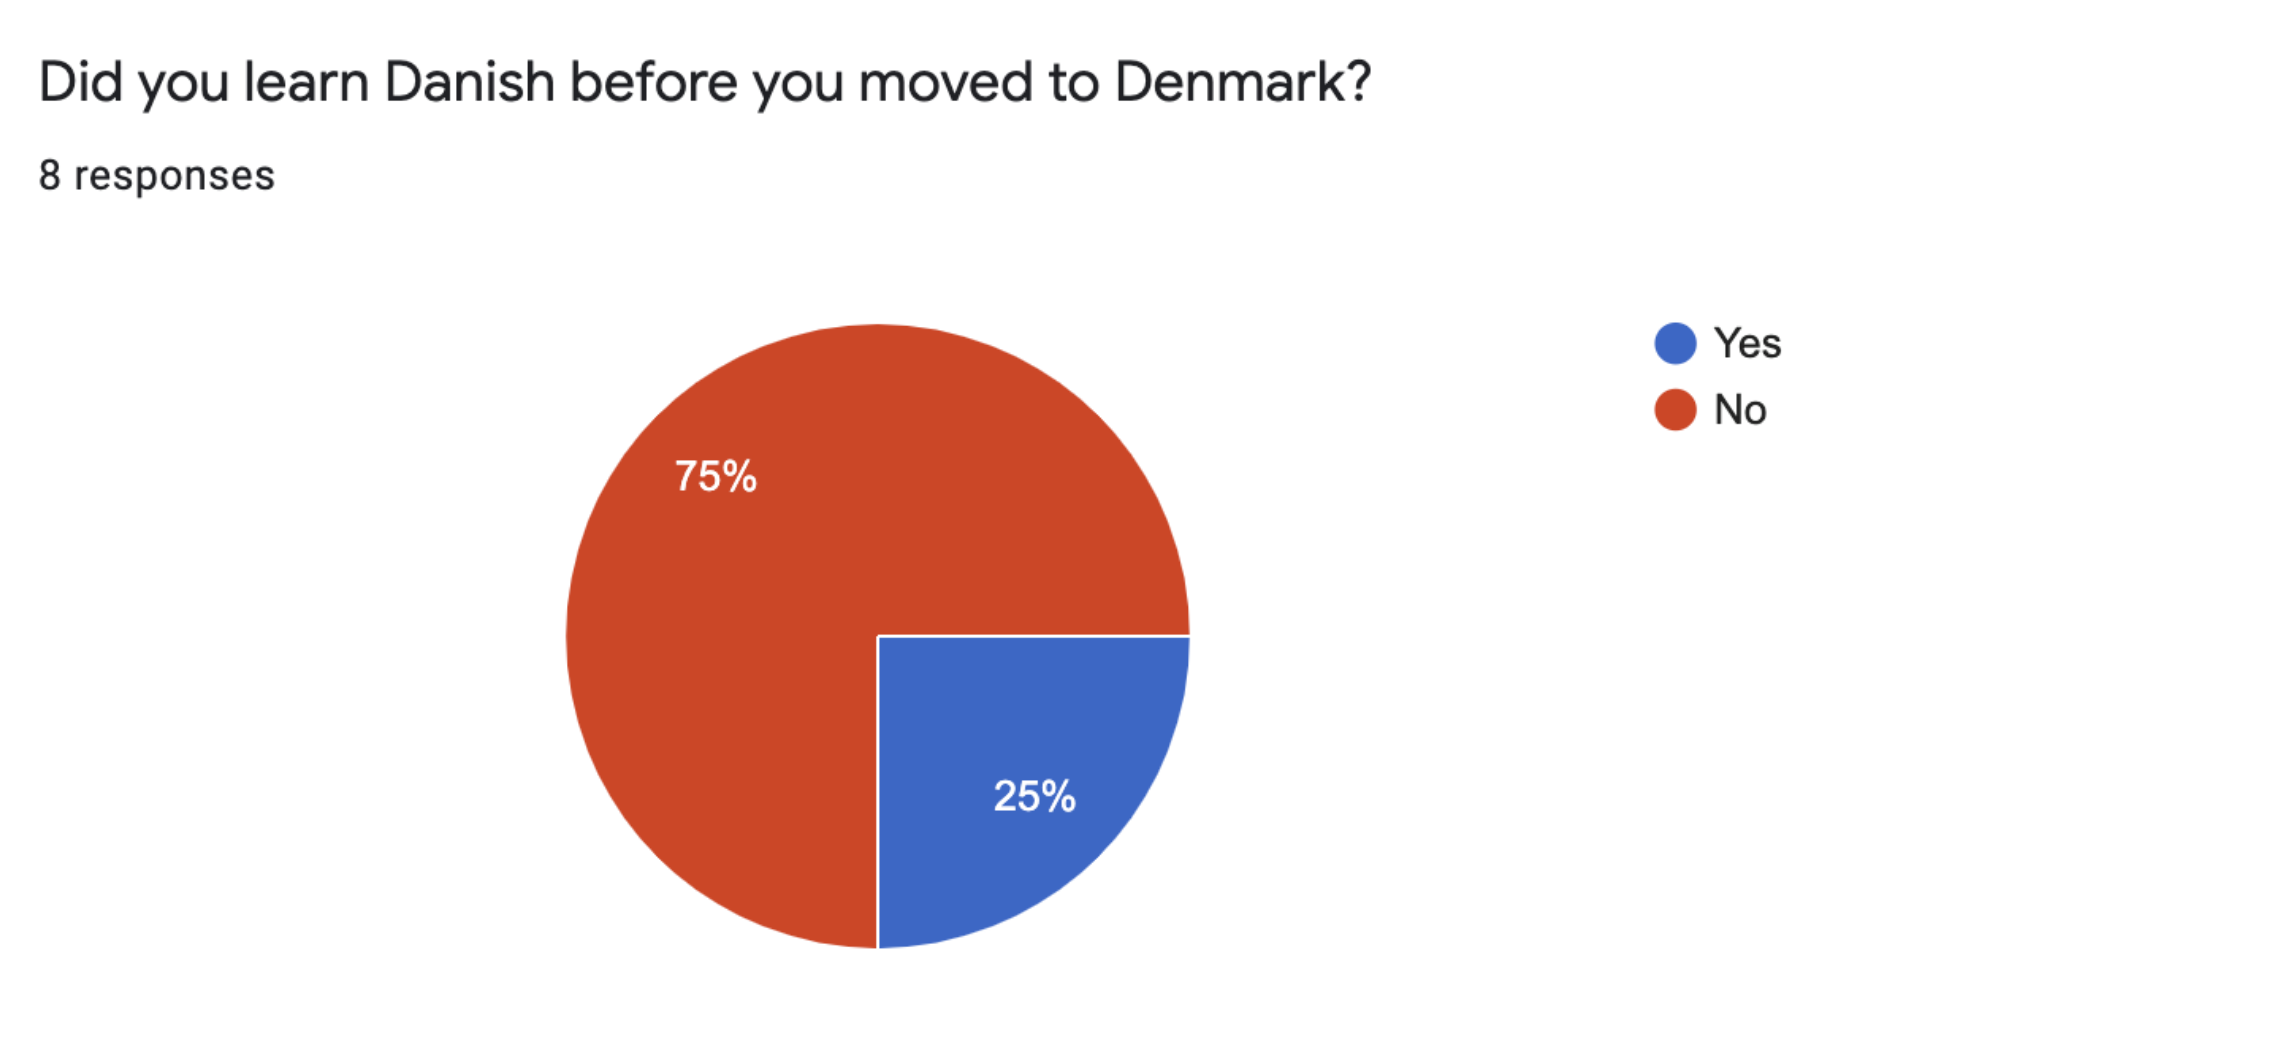 Did you learn Danish before you moved to Denmark?
8 responses
Yes
No
75%
25%